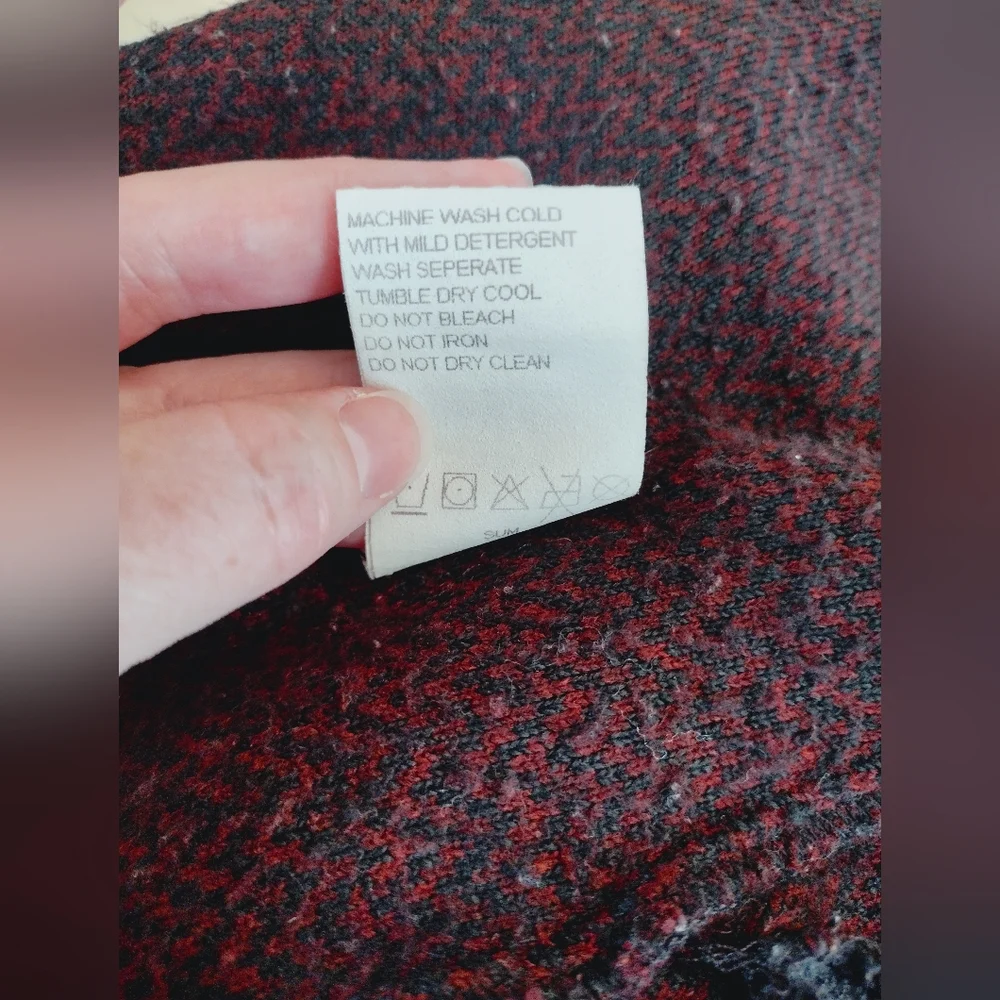 MACHINE WASH COLD
WITH MILD DETERGENT
WASH SEPERATE
TUMBLE DRY COOL
DO NOT BLEACH
DO NOT IRON
DO NOT DRY CLEAN
SUM